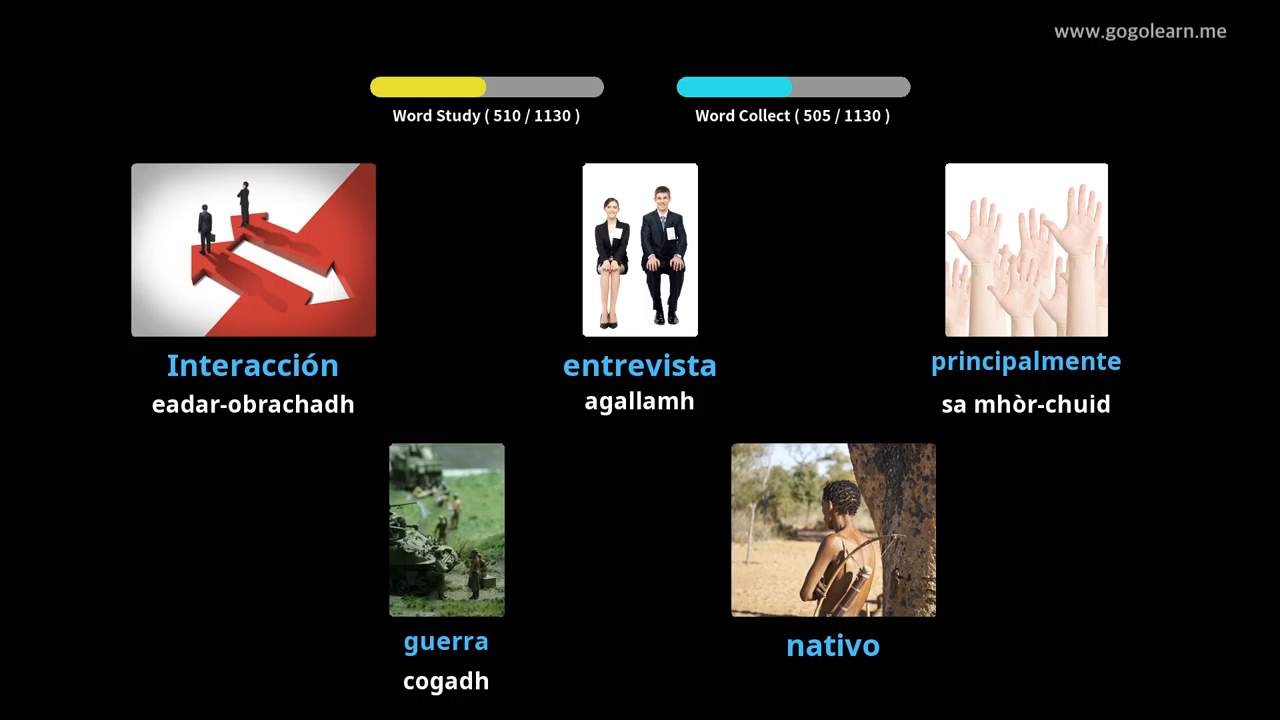 www.gogolearn.me
Word Study ( 510 / 1130 )
Word Collect ( 505 / 1130 )
Interacción
eadar-obrachadh
entrevista
agallamh
principalmente
sa mhòr-chuid
guerra
cogadh
nativo